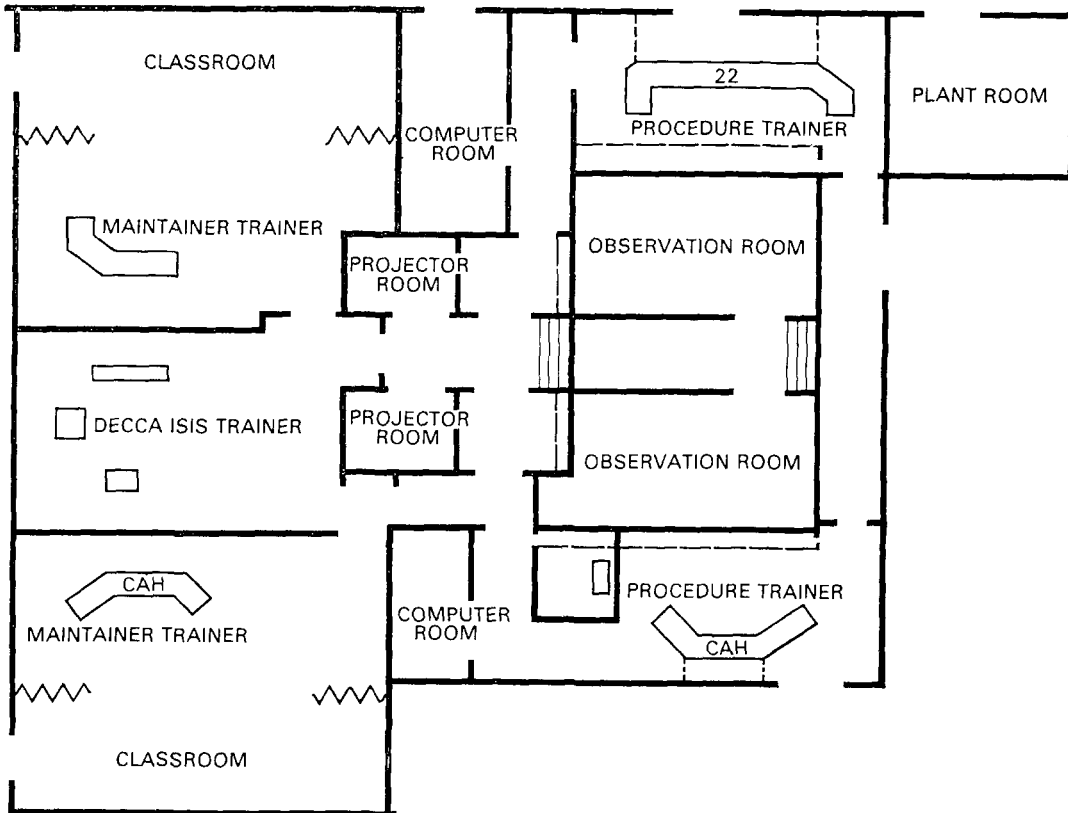 CLASSROOM
22
PLANT ROOM
PROCEDURE TRAINER
COMPUTER
ROOM
MAINTAINER TRAINER
OBSERVATION ROOM
PROJECTOR
ROOM
DECCA ISIS TRAINER
PROJECTOR
ROOM
OBSERVATION ROOM
CAH
MAINTAINER TRAINER
COMPUTER
ROOM
PROCEDURE TRAINER
CAH
CLASSROOM